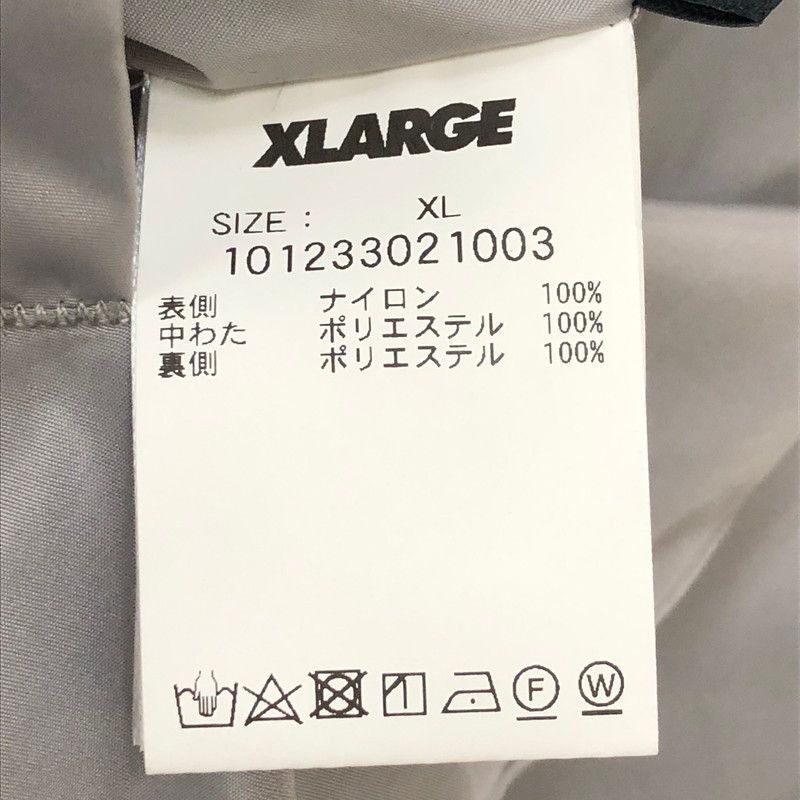 XLARGE
SIZE : XL
101233021003
表側 ナイロン 100%
中わた ポリエステル 100%
裏側 ポリエステル 100%
F W